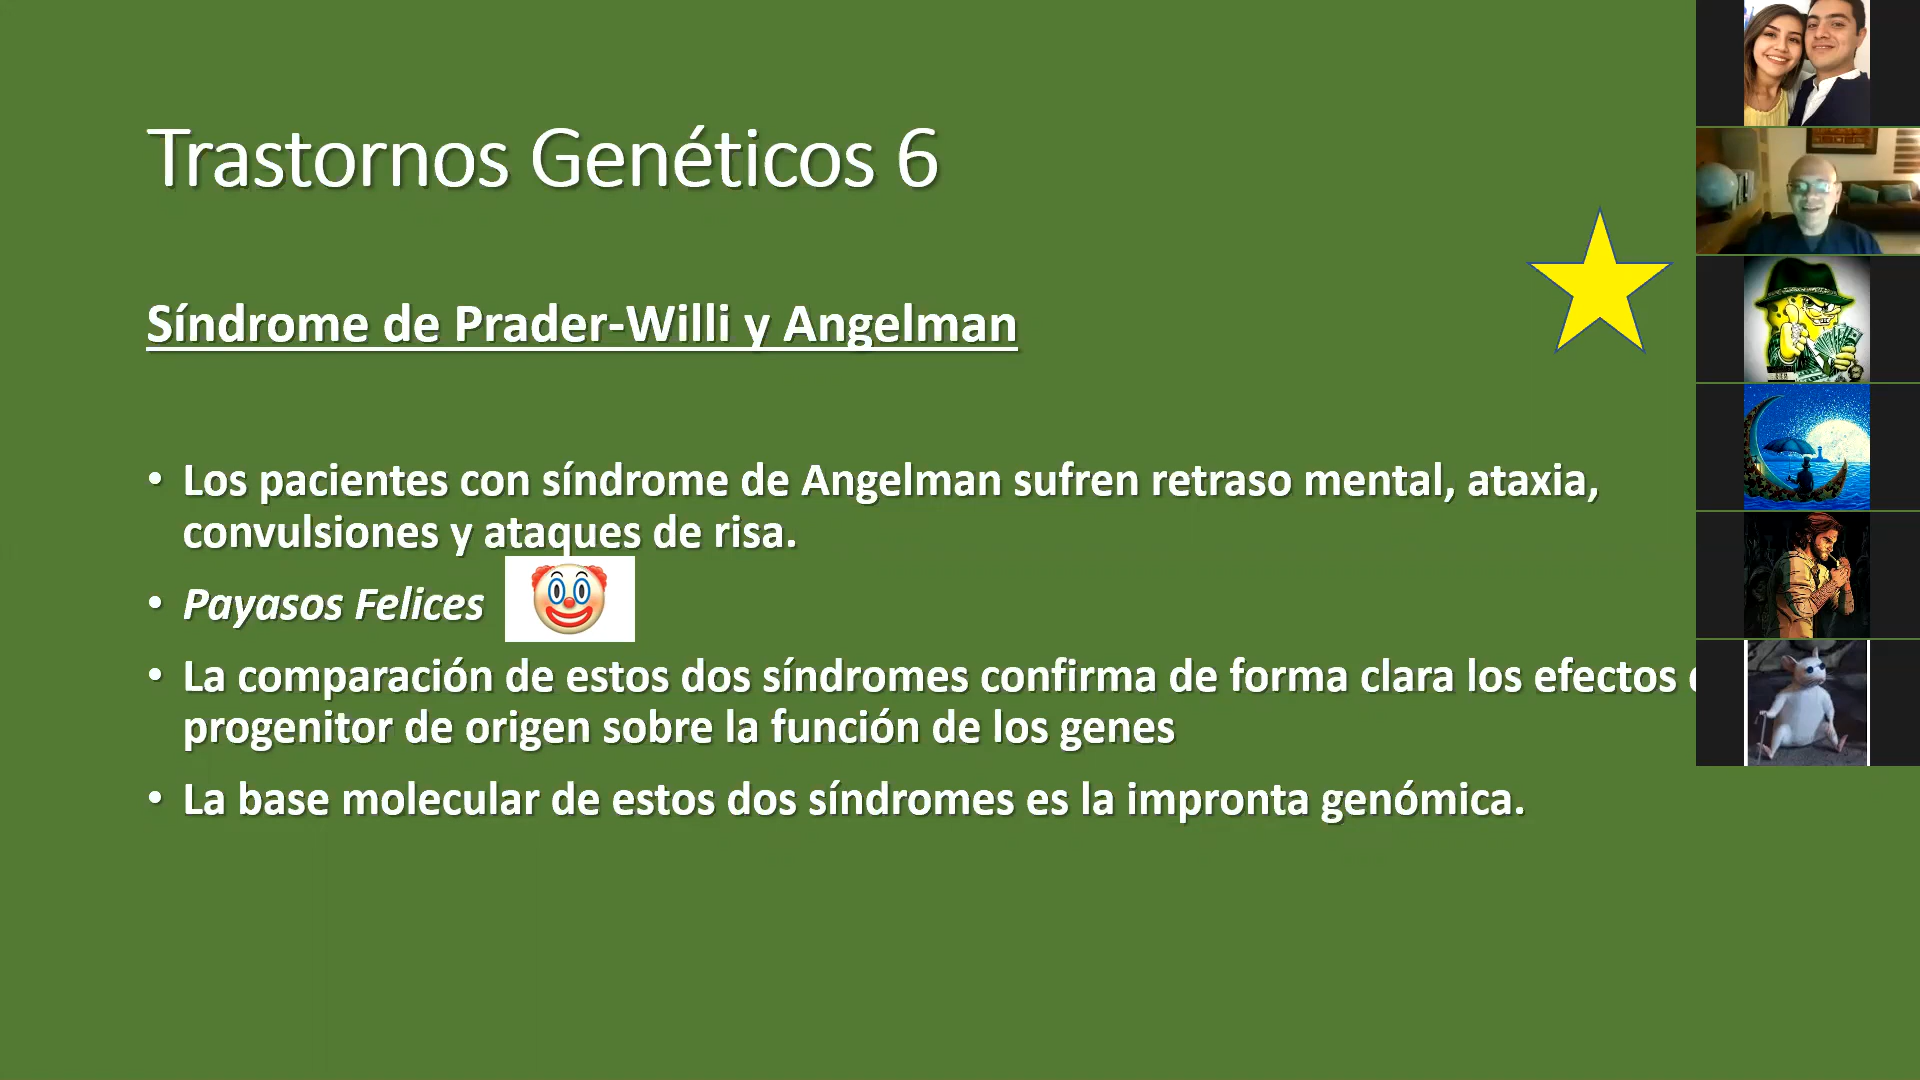 Trastornos Genéticos 6
Síndrome de Prader-Willi y Angelman
• Los pacientes con síndrome de Angelman sufren retraso mental, ataxia,
convulsiones y ataques de risa.
• Payasos Felices
• La comparación de estos dos síndromes confirma de forma clara los efectos
progenitor de origen sobre la función de los genes
• La base molecular de estos dos síndromes es la impronta genómica.